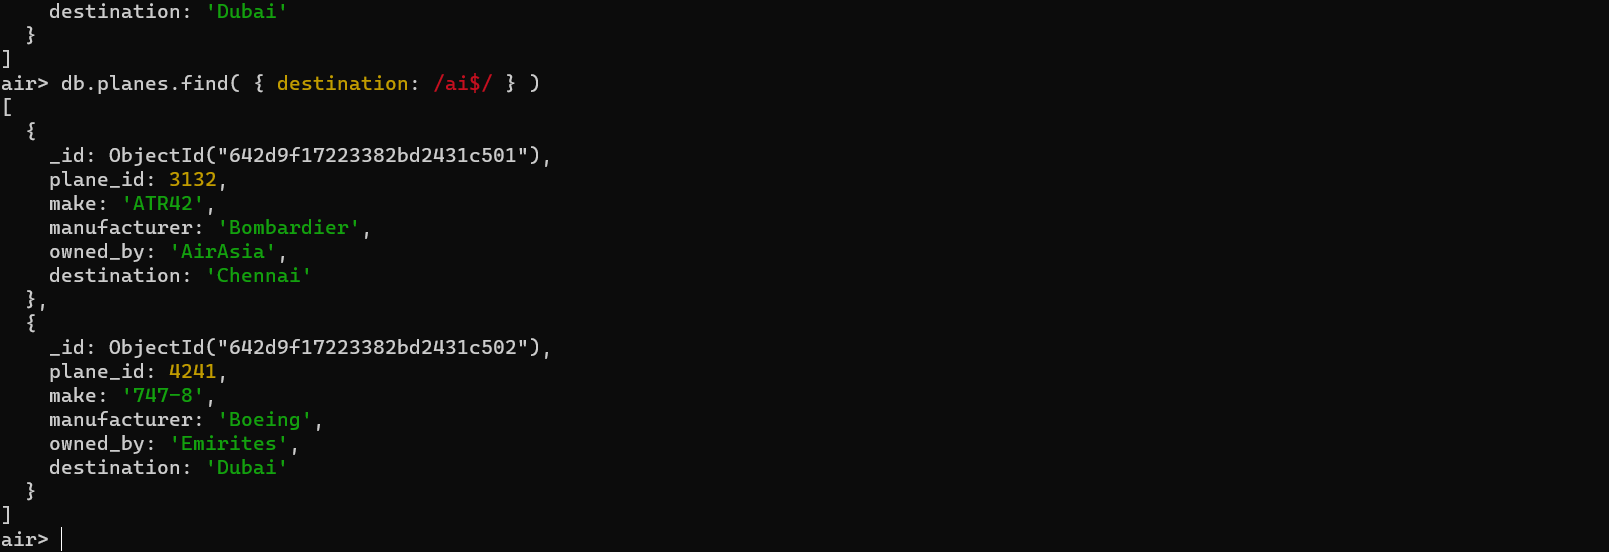 destination: 'Dubai'
  }
]
air> db.planes.find( { destination: /ai$/ } )
[
  {
    _id: ObjectId("642d9f17223382bd2431c501"),
    plane_id: 3132,
    make: 'ATR42',
    manufacturer: 'Bombardier',
    owned_by: 'AirAsia',
    destination: 'Chennai'
  },
  {
    _id: ObjectId("642d9f17223382bd2431c502"),
    plane_id: 4241,
    make: '747-8',
    manufacturer: 'Boeing',
    owned_by: 'Emirites',
    destination: 'Dubai'
  }
]
air>